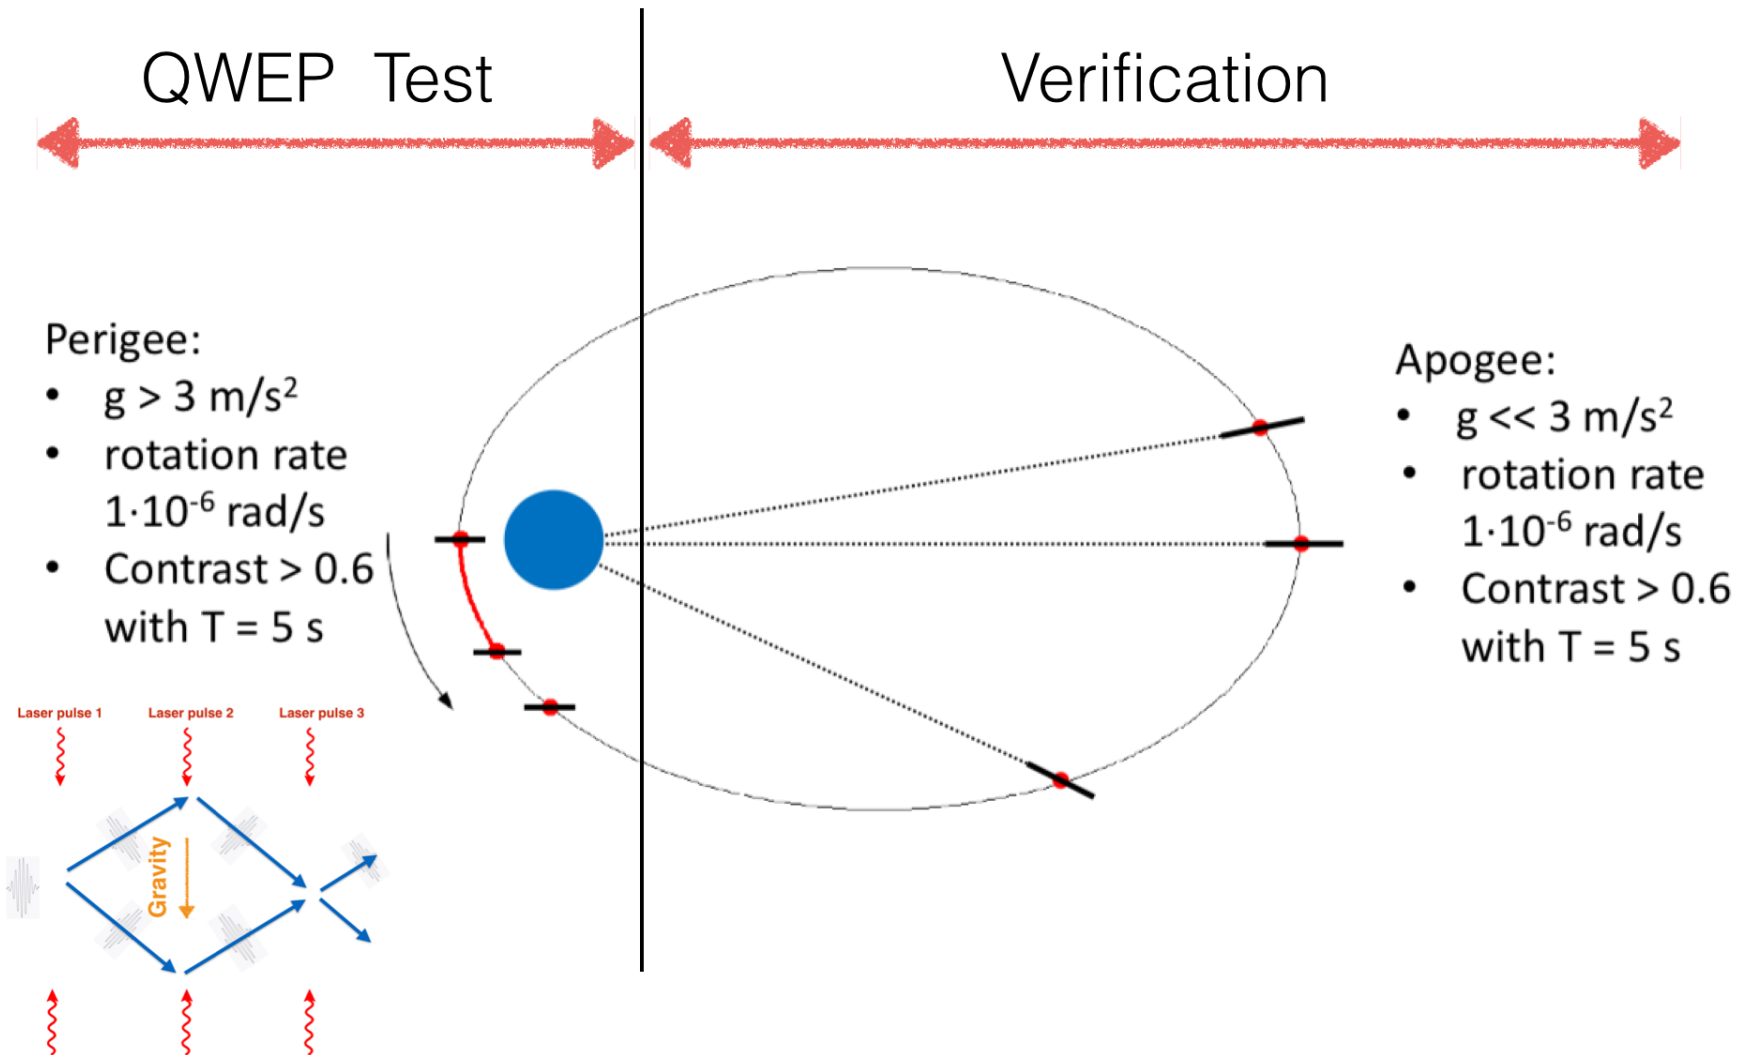 QWEP Test
Verification
Perigee:
• g > 3 m/s²
• rotation rate
1·10⁻⁶ rad/s
• Contrast > 0.6
with T = 5 s
Apogee:
• g << 3 m/s²
• rotation rate
1·10⁻⁶ rad/s
• Contrast > 0.6
with T = 5 s
Laser pulse 1
Laser pulse 2
Laser pulse 3
Gravity